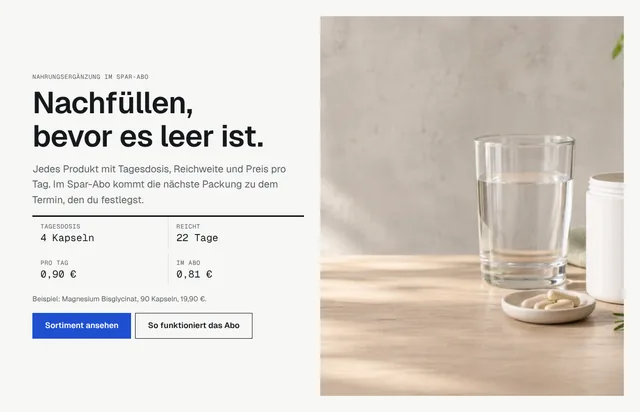 NAHRUNGSERGÄNZUNG IM SPAR-ABO
Nachfüllen,
bevor es leer ist.
Jedes Produkt mit Tagesdosis, Reichweite und Preis pro
Tag. Im Spar-Abo kommt die nächste Packung zu dem
Termin, den du festlegst.
TAGESDOSIS
4 Kapseln
REICHT
22 Tage
PRO TAG
0,90 €
IM ABO
0,81 €
Beispiel: Magnesium Bisglycinat, 90 Kapseln, 19,90 €.
Sortiment ansehen
So funktioniert das Abo